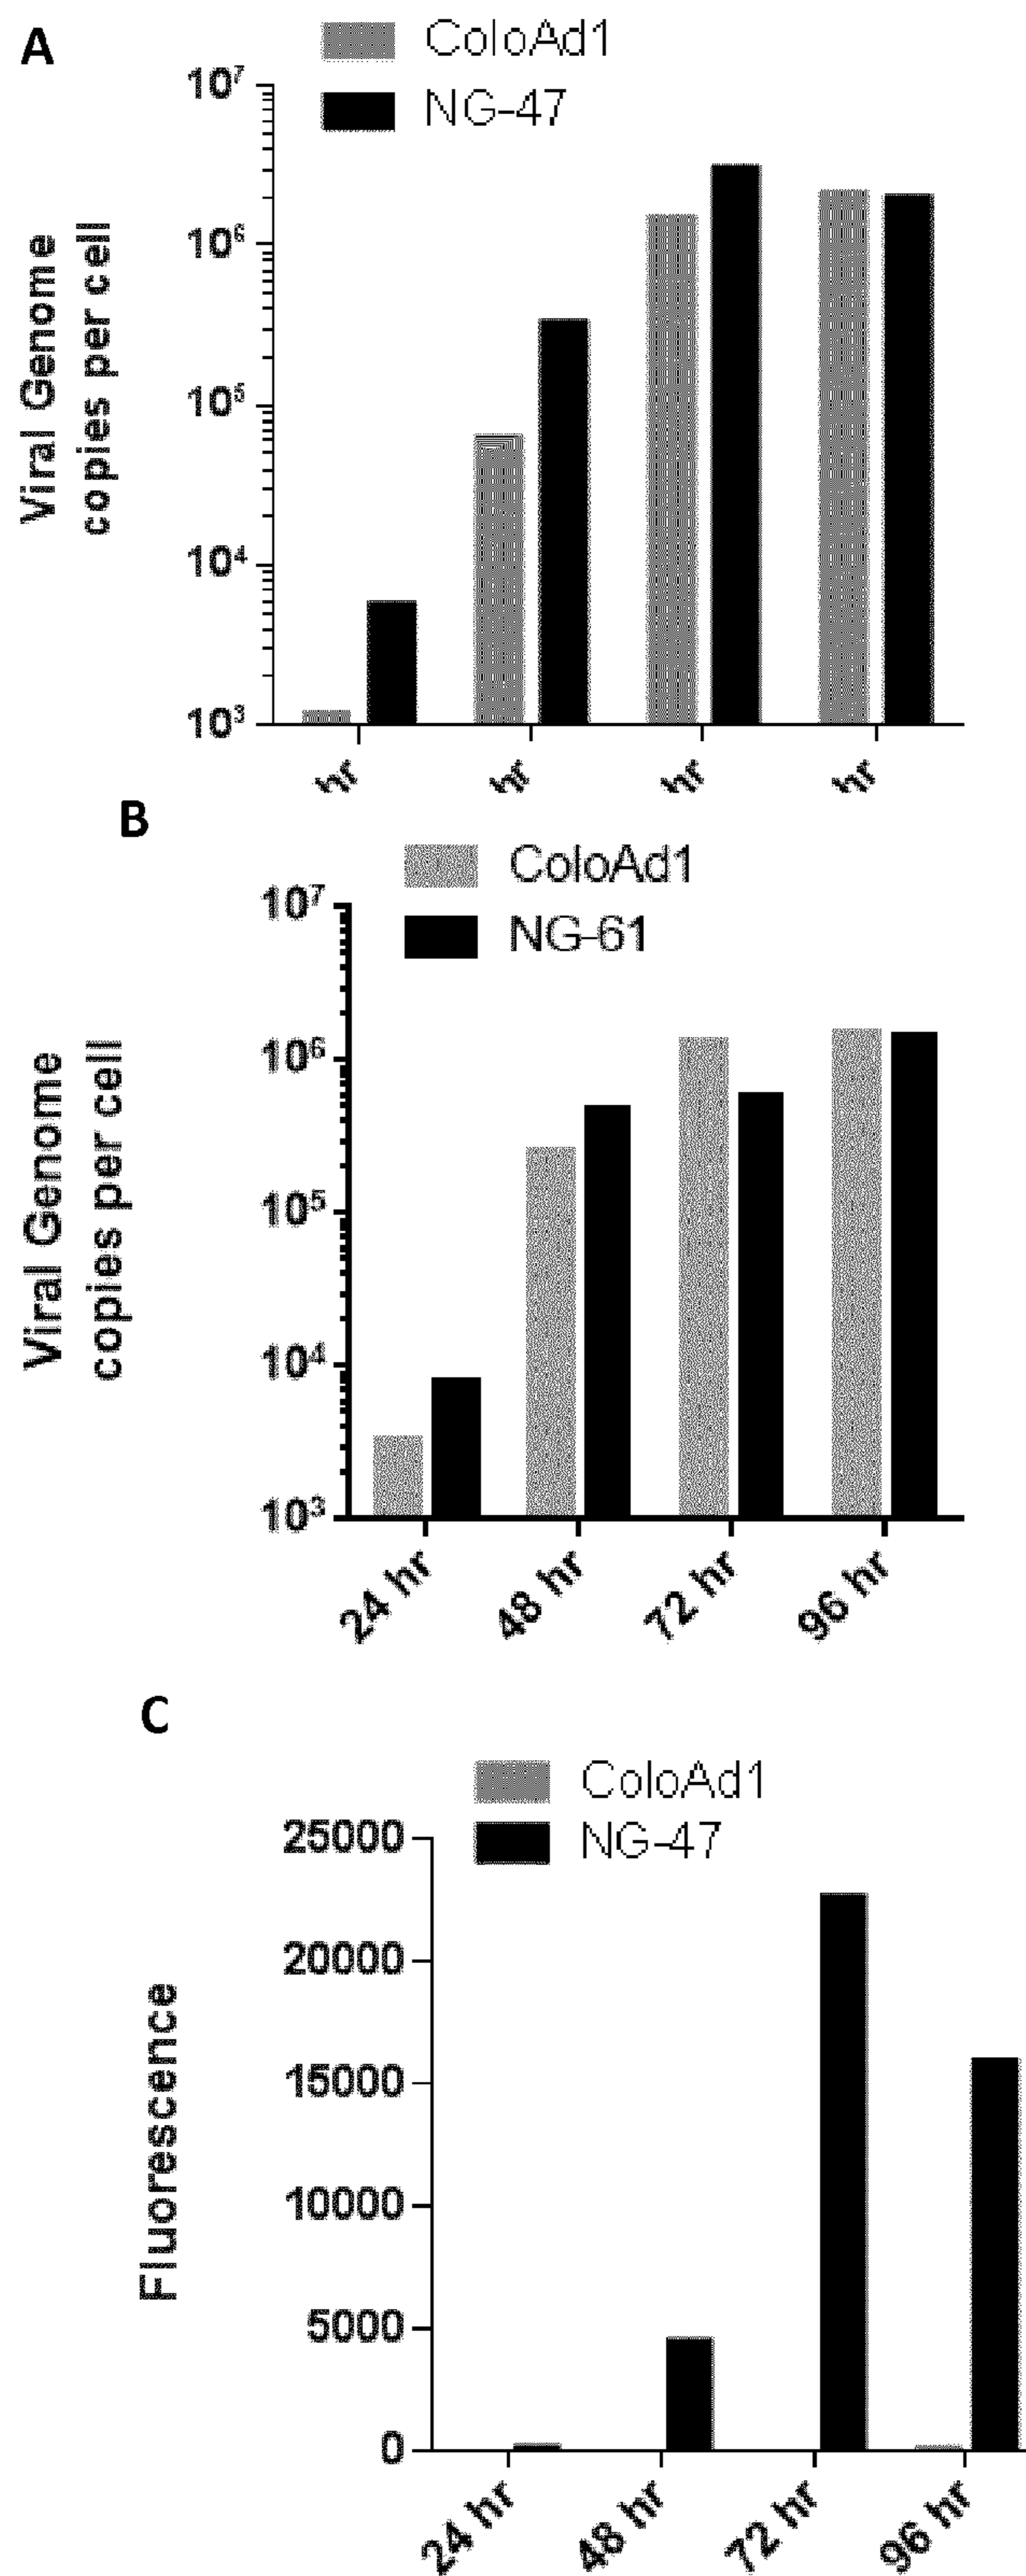 A
ColoAd1
NG-47
10⁷
10⁶
10⁵
10⁴
10³
Viral Genome
copies per cell
hr
hr
hr
hr
B
ColoAd1
NG-61
10⁷
10⁶
10⁵
10⁴
10³
Viral Genome
copies per cell
24 hr
48 hr
72 hr
96 hr
C
ColoAd1
NG-47
25000
20000
15000
10000
5000
0
Fluorescence
24 hr
48 hr
72 hr
96 hr